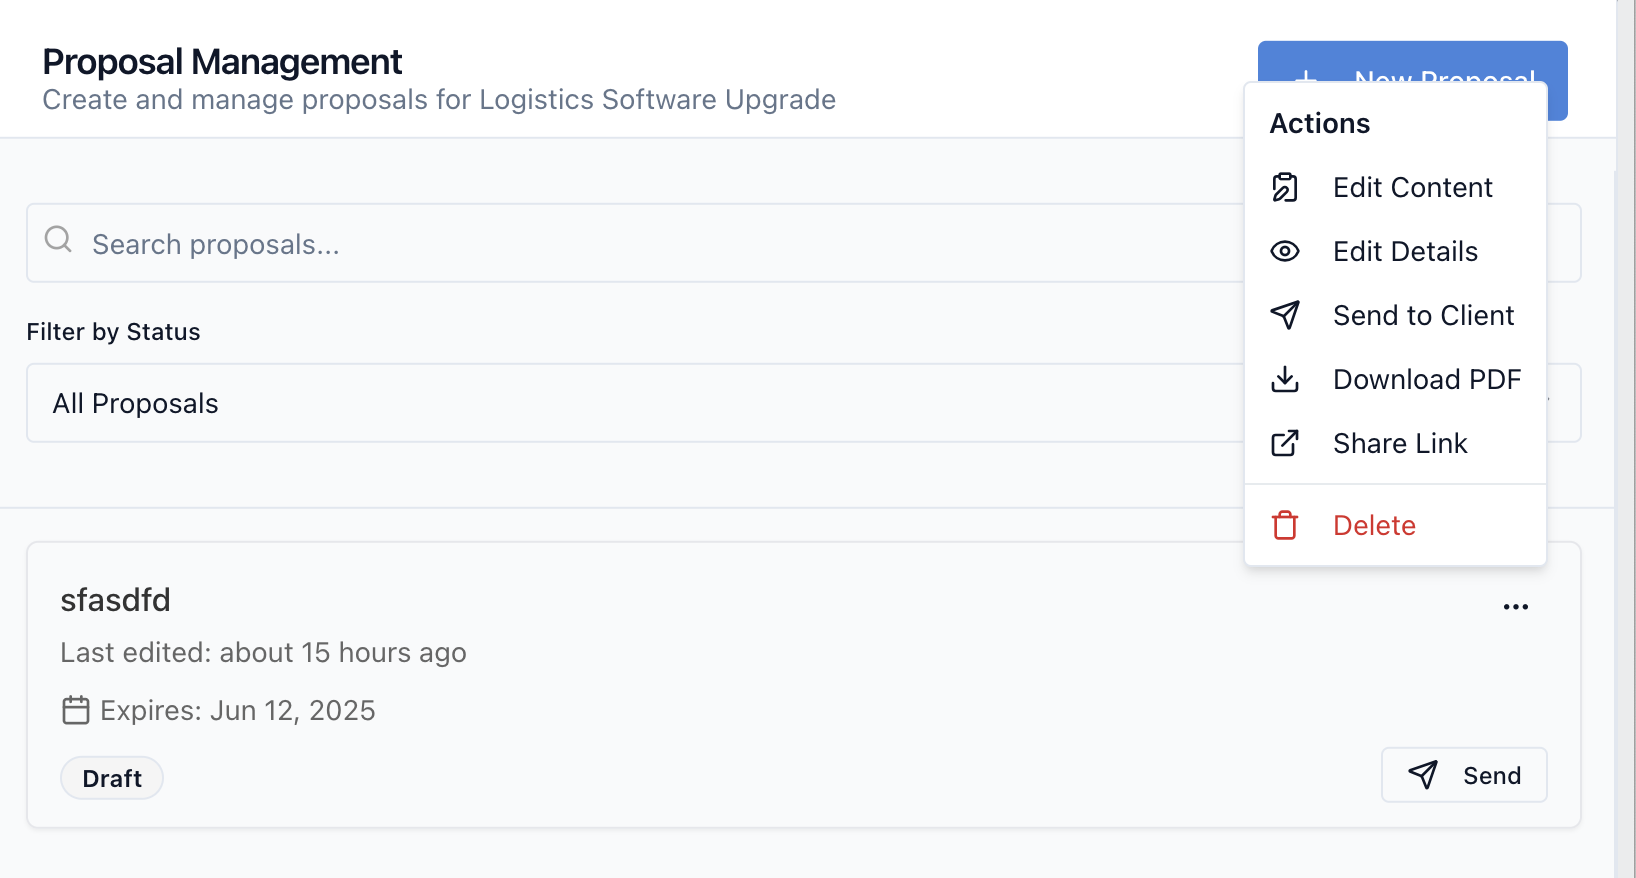 Proposal Management
Create and manage proposals for Logistics Software Upgrade
New Proposal
Actions
Edit Content
Edit Details
Send to Client
Download PDF
Share Link
Delete
Search proposals...
Filter by Status
All Proposals
sfasdfd
Last edited: about 15 hours ago
Expires: Jun 12, 2025
Draft
Send